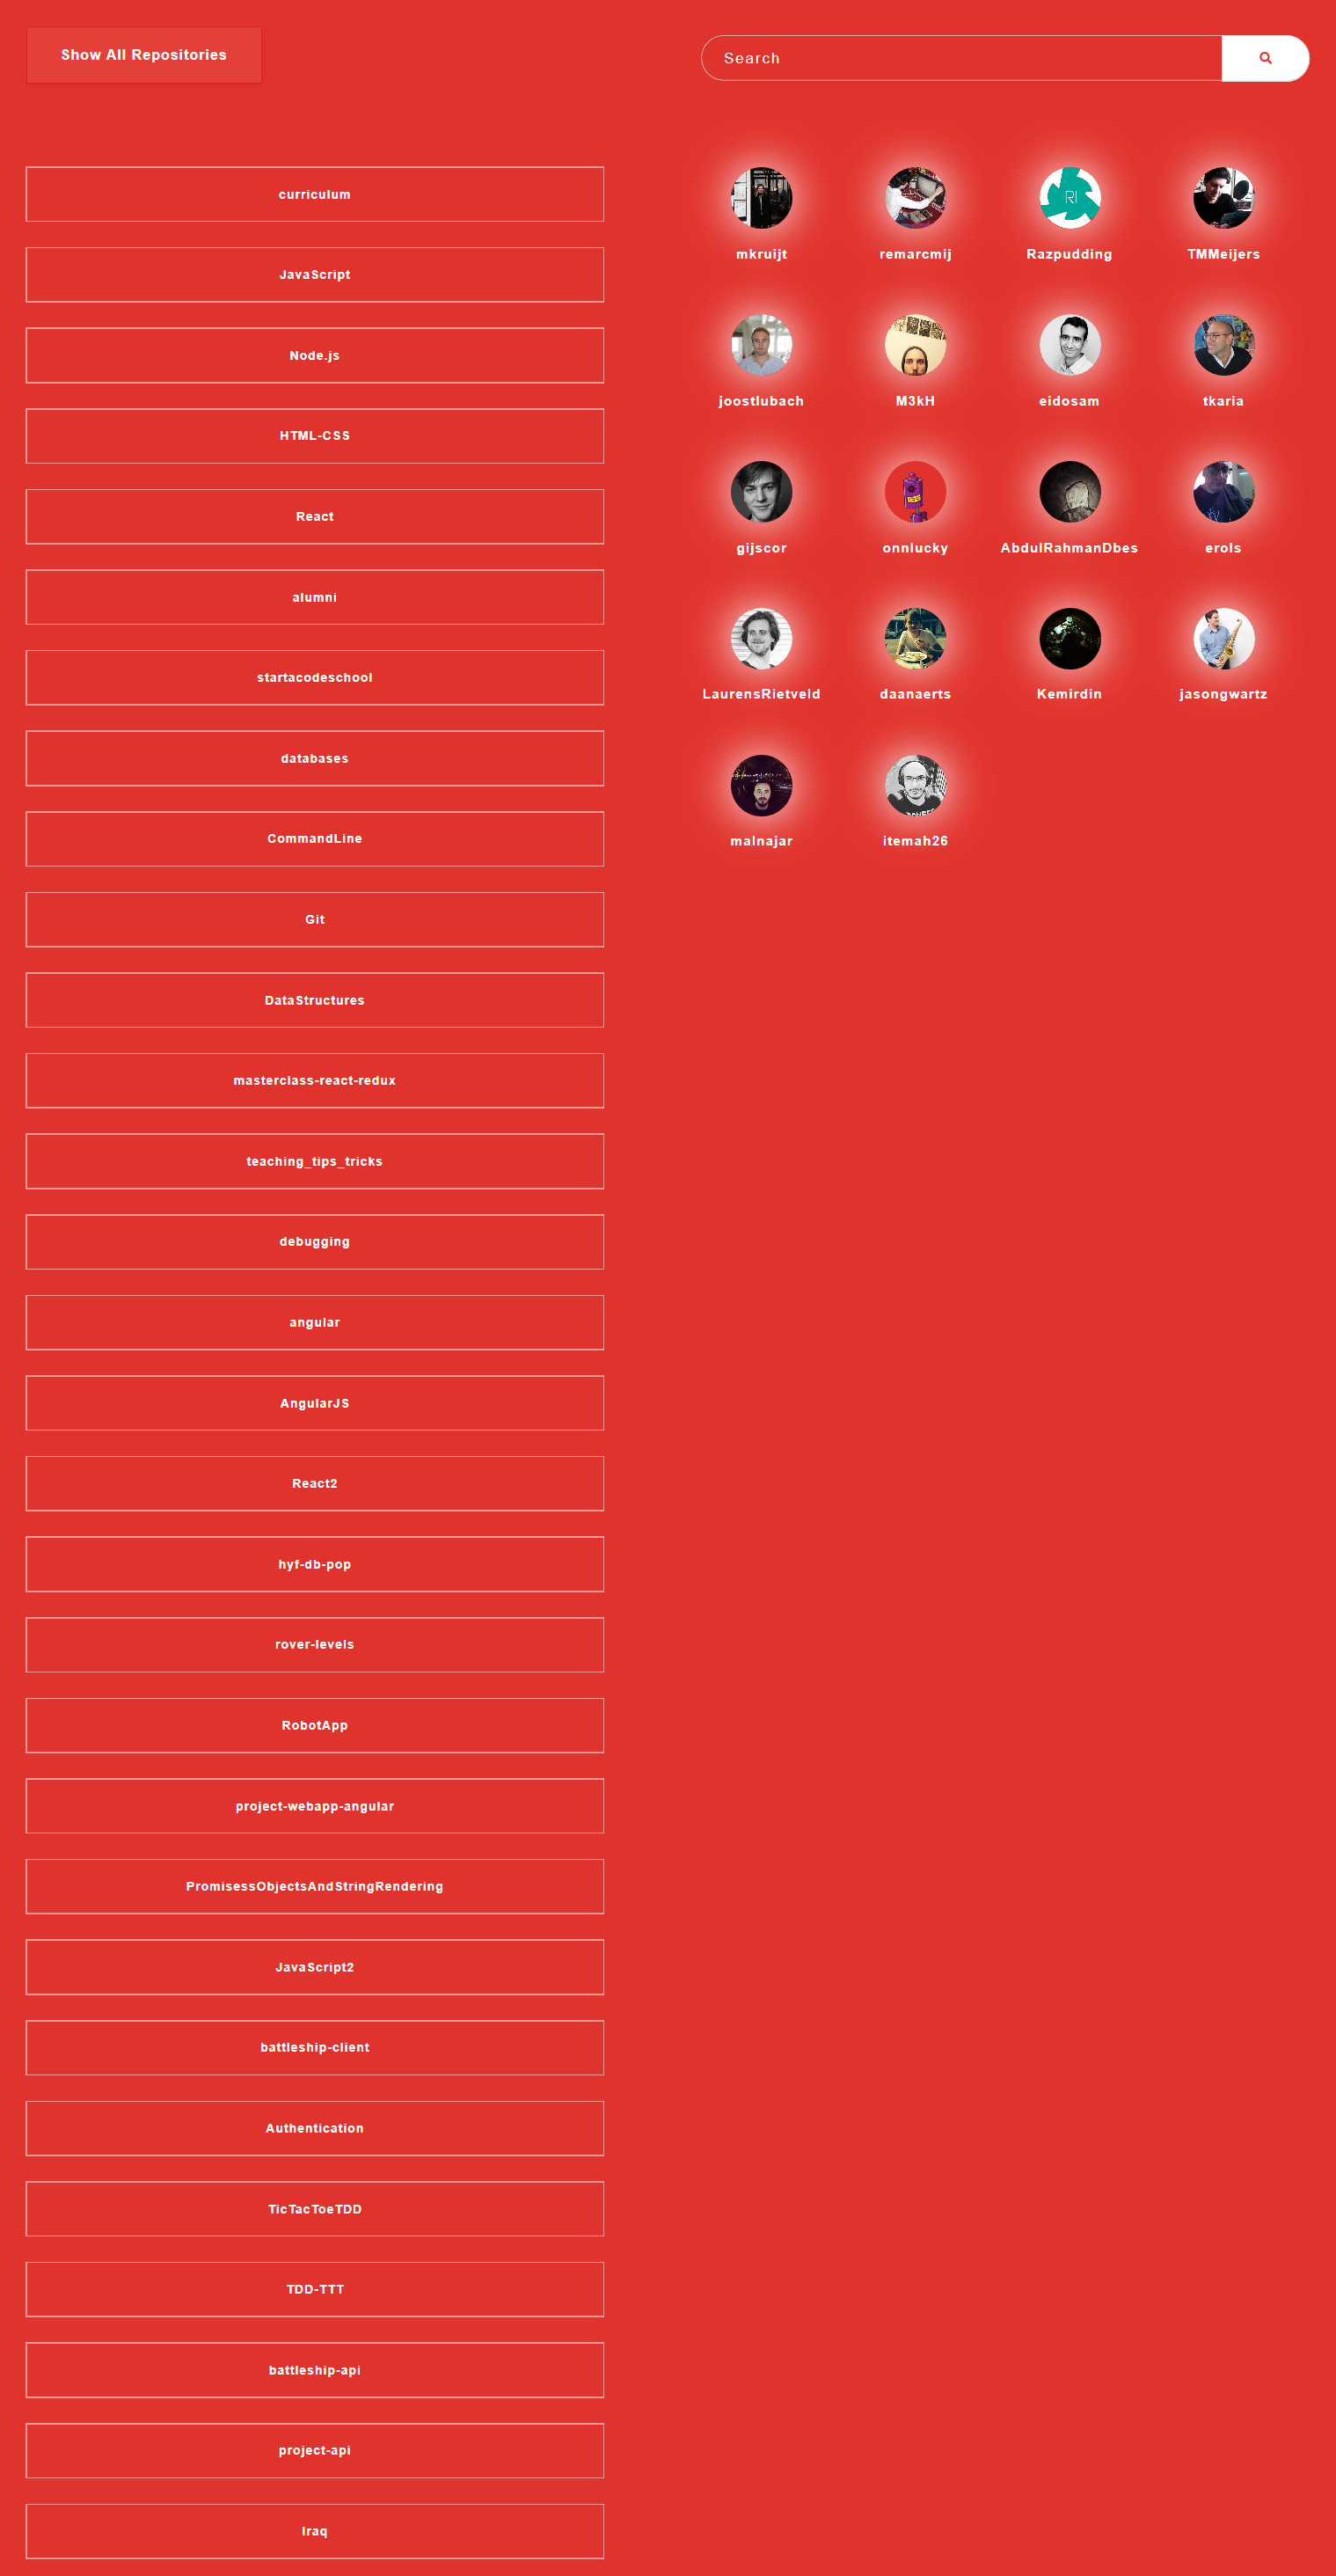 Show All Repositories
Search
curriculum
JavaScript
Node.js
HTML-CSS
React
alumni
startacodeschool
databases
CommandLine
Git
DataStructures
masterclass-react-redux
teaching_tips_tricks
debugging
angular
AngularJS
React2
hyf-db-pop
rover-levels
RobotApp
project-webapp-angular
PromisessObjectsAndStringRendering
JavaScript2
battleship-client
Authentication
TicTacToeTDD
TDD-TTT
battleship-api
project-api
Iraq
RI
mkruijt
remarcmij
Razpudding
TMMeijers
joostlubach
M3kH
eidosam
tkaria
gijscor
onnlucky
AbdulRahmanDbes
erols
LaurensRietveld
daanaerts
Kemirdin
jasongwartz
malnajar
itemah26